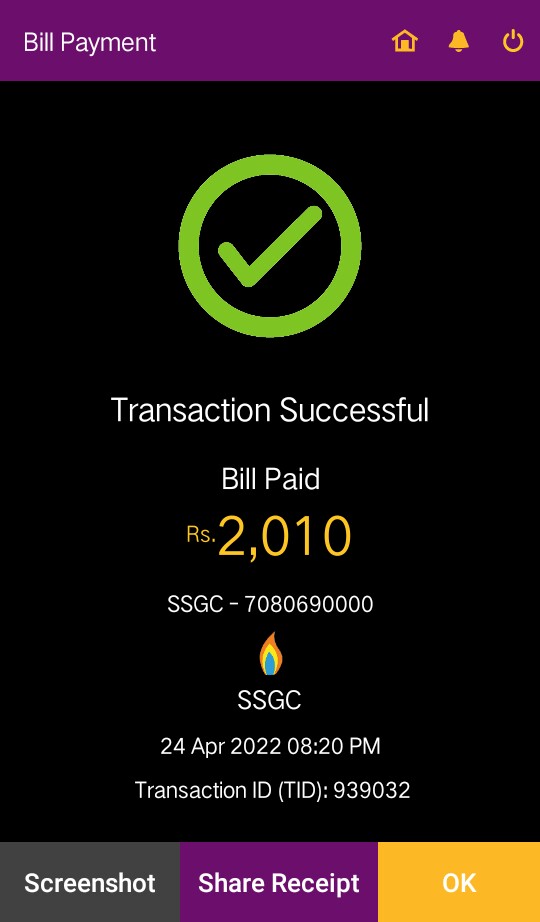 Bill Payment
Transaction Successful
Bill Paid
Rs.2,010
SSGC - 7080690000
SSGC
24 Apr 2022 08:20 PM
Transaction ID (TID): 939032
Screenshot Share Receipt OK